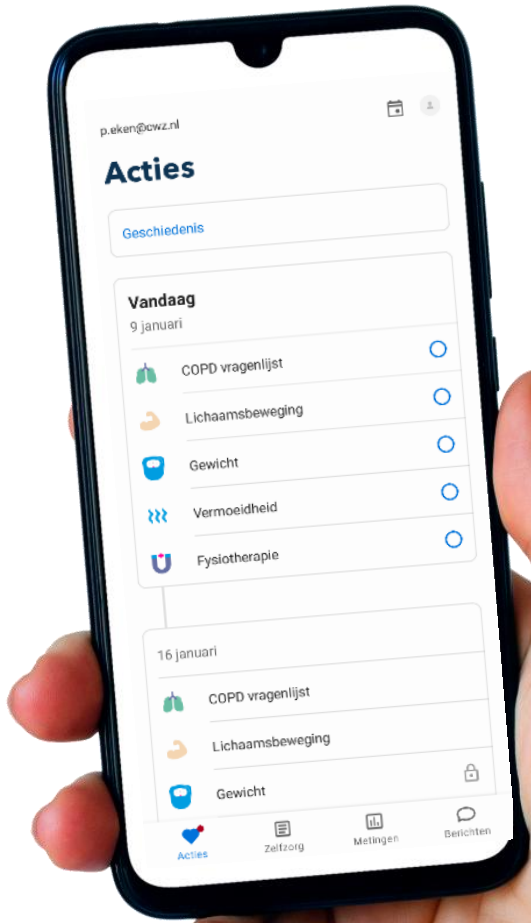 p.eken@cwz.nl
Acties
Geschiedenis
Vandaag
9 januari
COPD vragenlijst
Lichaamsbeweging
Gewicht
Vermoeidheid
Fysiotherapie
16 januari
COPD vragenlijst
Lichaamsbeweging
Gewicht
Acties
Zelfzorg
Metingen
Berichten